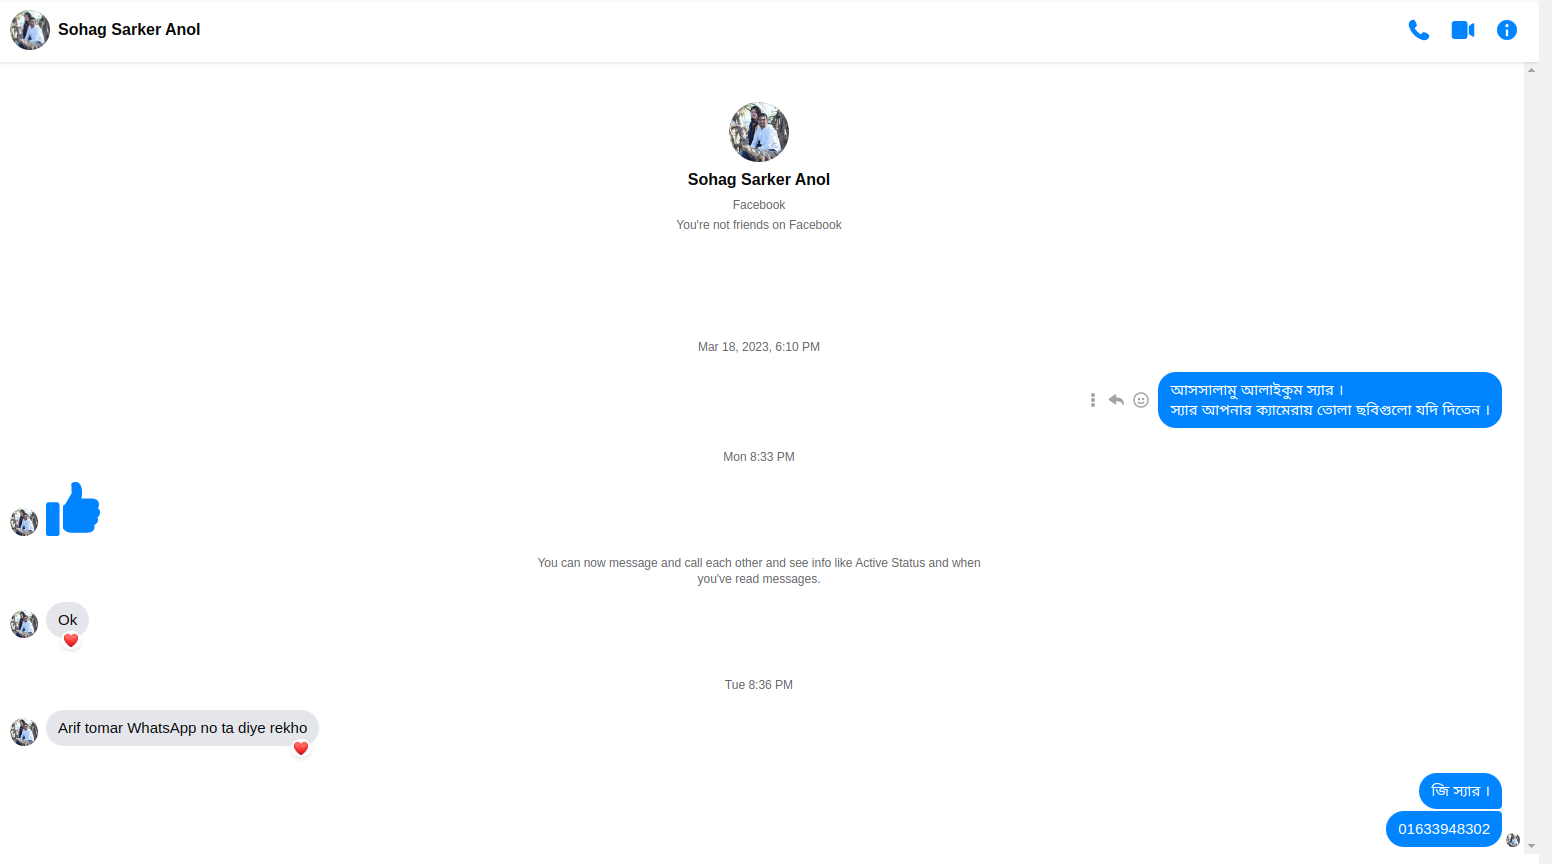 Sohag Sarker Anol
Sohag Sarker Anol
Facebook
You're not friends on Facebook
Mar 18, 2023, 6:10 PM
আসসালামু আলাইকুম স্যার ।
স্যার আপনার ক্যামেরায় তোলা ছবিগুলো যদি দিতেন ।
Mon 8:33 PM
You can now message and call each other and see info like Active Status and when
you've read messages.
Ok
Tue 8:36 PM
Arif tomar WhatsApp no ta diye rekho
জি স্যার ।
01633948302